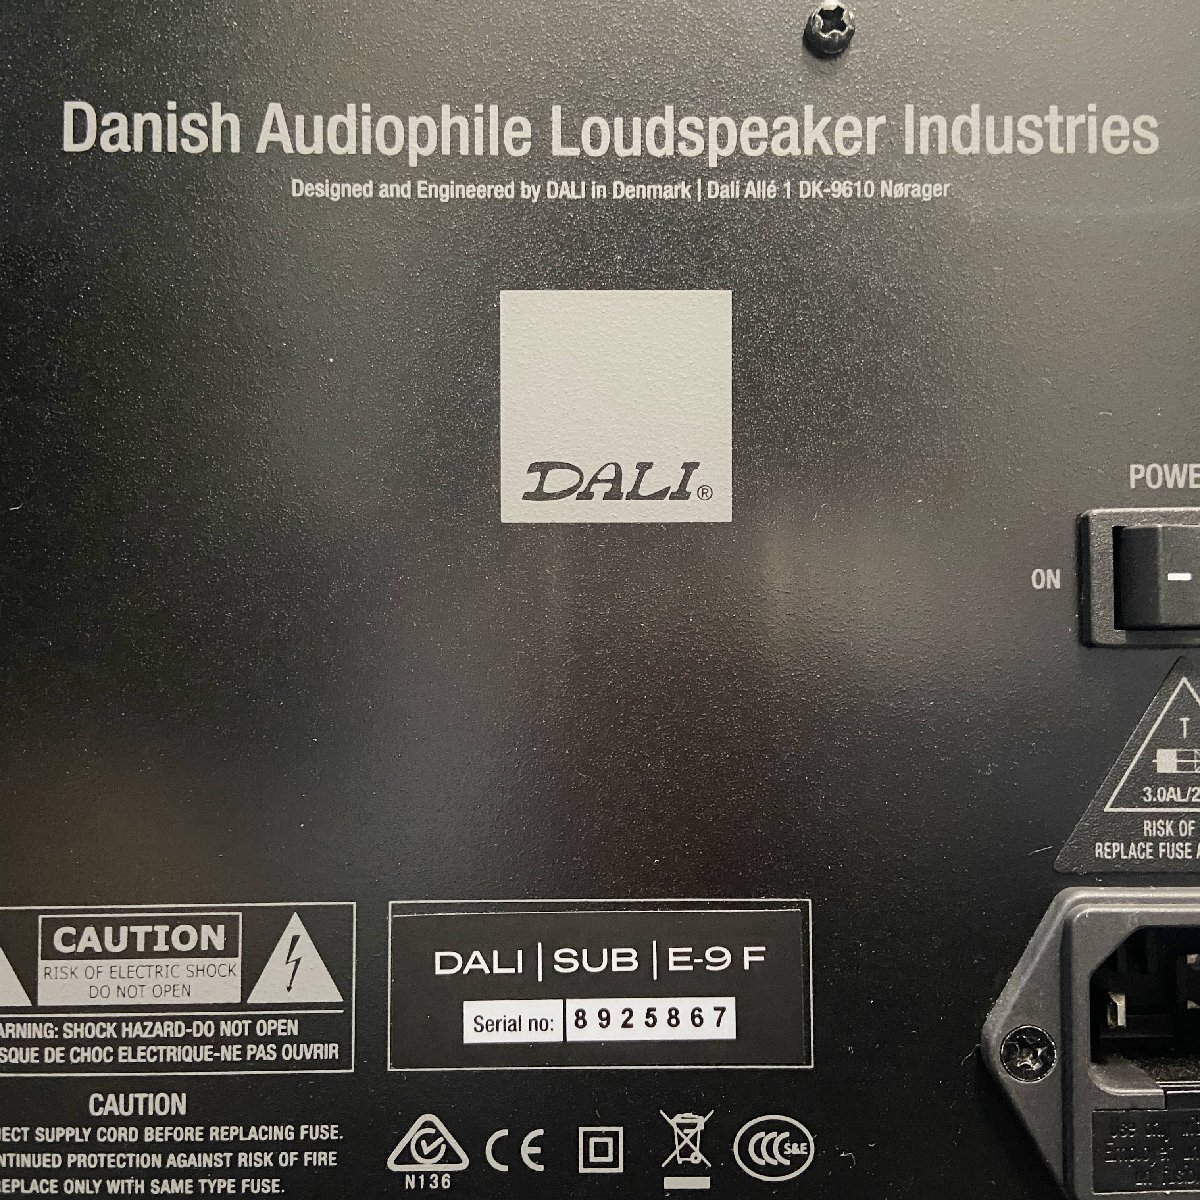 Danish Audiophile Loudspeaker Industries
Designed and Engineered by DALI in Denmark | Dali Allé 1 DK-9610 Nørager
DALI®
POWE
ON
T
3.0AL/2
RISK OF
REPLACE FUSE
CAUTION
RISK OF ELECTRIC SHOCK
DO NOT OPEN
ARNING: SHOCK HAZARD-DO NOT OPEN
SQUE DE CHOC ELECTRIQUE-NE PAS OUVRIR
DALI | SUB | E-9 F
Serial no: 8925867
CAUTION
JECT SUPPLY CORD BEFORE REPLACING FUSE.
NTINUED PROTECTION AGAINST RISK OF FIRE
EPLACE ONLY WITH SAME TYPE FUSE.
N136
CE
CCC S&E